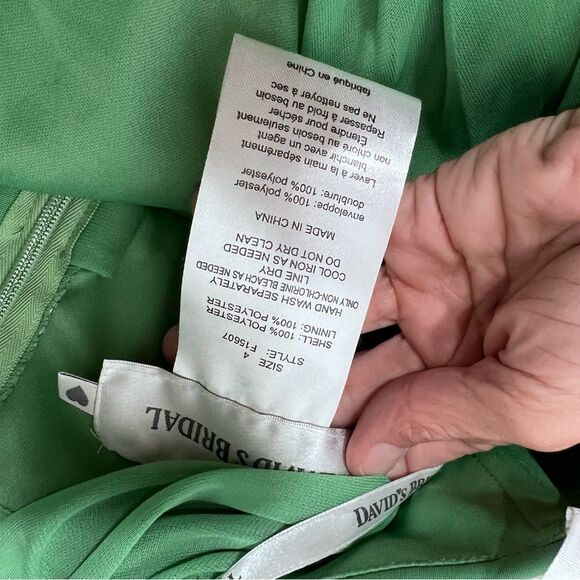 SIZE 4
STYLE: F15607
SHELL: 100% POLYESTER
LINING: 100% POLYESTER
HAND WASH SEPARATELY
ONLY NON-CHLORINE BLEACH AS NEEDED
LINE DRY
COOL IRON AS NEEDED
DO NOT DRY CLEAN
MADE IN CHINA
enveloppe: 100% polyester
doublure: 100% polyester
Laver à la main séparément
blanchir avec un agent
non chloré au besoin seulement
Étendre pour sécher
Repasser à froid au besoin
Ne pas nettoyer à sec
fabriqué en Chine
DAVID'S BRIDAL
DAVID'S BRI